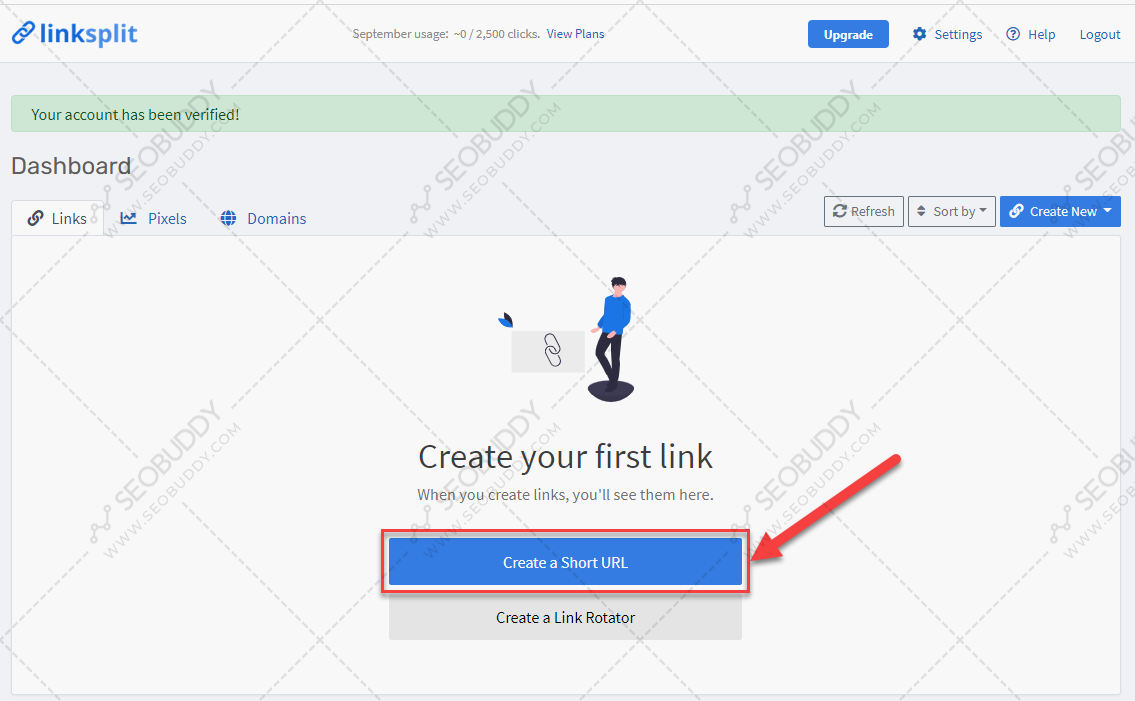 linksplit
September usage: ~0 / 2,500 clicks. View Plans
Upgrade
Settings
Help
Logout
Your account has been verified!
Dashboard
Links
Pixels
Domains
Refresh
Sort by
Create New
Create your first link
When you create links, you'll see them here.
Create a Short URL
Create a Link Rotator
SEOBUDDY
WWW.SEOBUDDY.COM